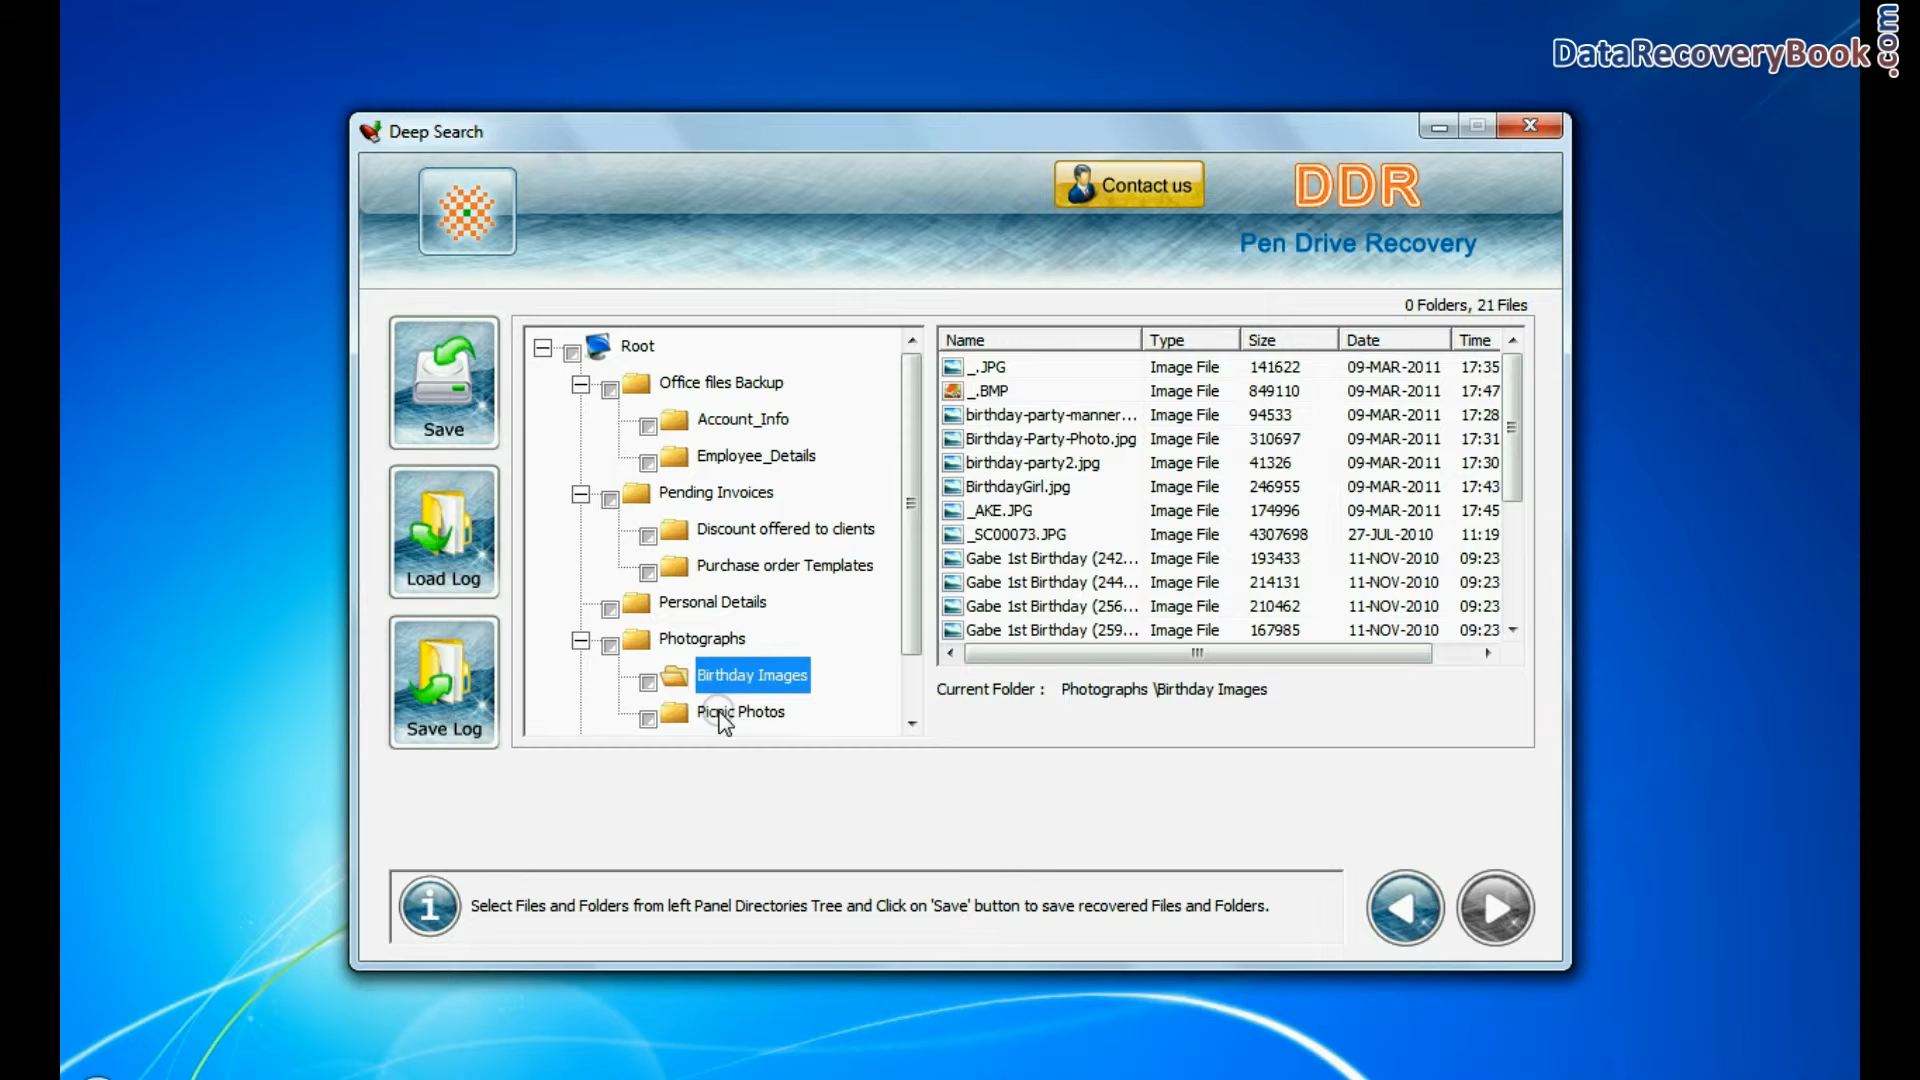 DataRecoveryBook.com
Deep Search
Contact us
DDR
Pen Drive Recovery
0 Folders, 21 Files
Save
Load Log
Save Log
Root
Office files Backup
Account_Info
Employee_Details
Pending Invoices
Discount offered to clients
Purchase order Templates
Personal Details
Photographs
Birthday Images
Picnic Photos
Name Type Size Date Time
_.JPG Image File 141622 09-MAR-2011 17:35
_.BMP Image File 849110 09-MAR-2011 17:47
birthday-party-manner... Image File 94533 09-MAR-2011 17:28
Birthday-Party-Photo.jpg Image File 310697 09-MAR-2011 17:31
birthday-party2.jpg Image File 41326 09-MAR-2011 17:30
BirthdayGirl.jpg Image File 246955 09-MAR-2011 17:43
_AKE.JPG Image File 174996 09-MAR-2011 17:45
_SC00073.JPG Image File 4307698 27-JUL-2010 11:19
Gabe 1st Birthday (242... Image File 193433 11-NOV-2010 09:23
Gabe 1st Birthday (244... Image File 214131 11-NOV-2010 09:23
Gabe 1st Birthday (256... Image File 210462 11-NOV-2010 09:23
Gabe 1st Birthday (259... Image File 167985 11-NOV-2010 09:23
Current Folder : Photographs \Birthday Images
Select Files and Folders from left Panel Directories Tree and Click on 'Save' button to save recovered Files and Folders.